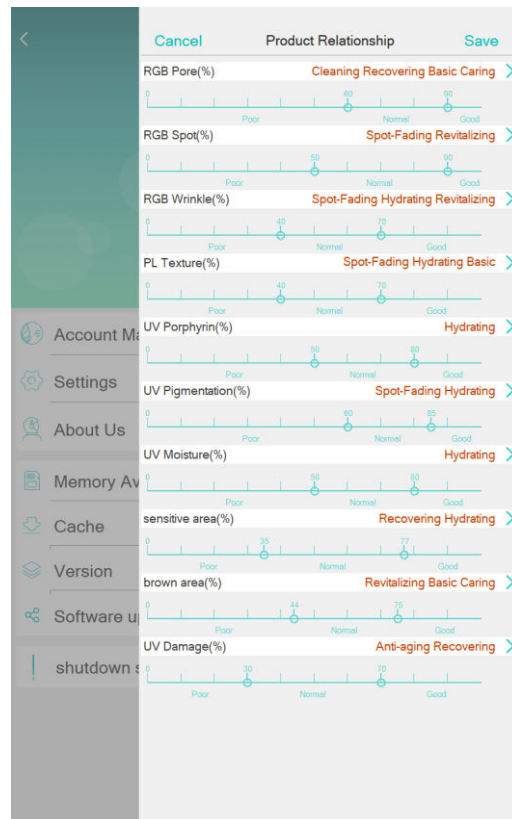 Cancel Product Relationship Save
RGB Pore(%) Cleaning Recovering Basic Caring
0 60 90
Poor Normal Good
RGB Spot(%) Spot-Fading Revitalizing
0 50 90
Poor Normal Good
RGB Wrinkle(%) Spot-Fading Hydrating Revitalizing
0 40 70
Poor Normal Good
PL Texture(%) Spot-Fading Hydrating Basic
0 40 70
Poor Normal Good
UV Porphyrin(%) Hydrating
0 50 80
Poor Normal Good
UV Pigmentation(%) Spot-Fading Hydrating
0 60 85
Poor Normal Good
UV Moisture(%) Hydrating
0 50 80
Poor Normal Good
sensitive area(%) Recovering Hydrating
0 35 77
Poor Normal Good
brown area(%) Revitalizing Basic Caring
0 44 75
Poor Normal Good
UV Damage(%) Anti-aging Recovering
0 30 70
Poor Normal Good
Account Ma
Settings
About Us
Memory Av
Cache
Version
Software u
shutdown s